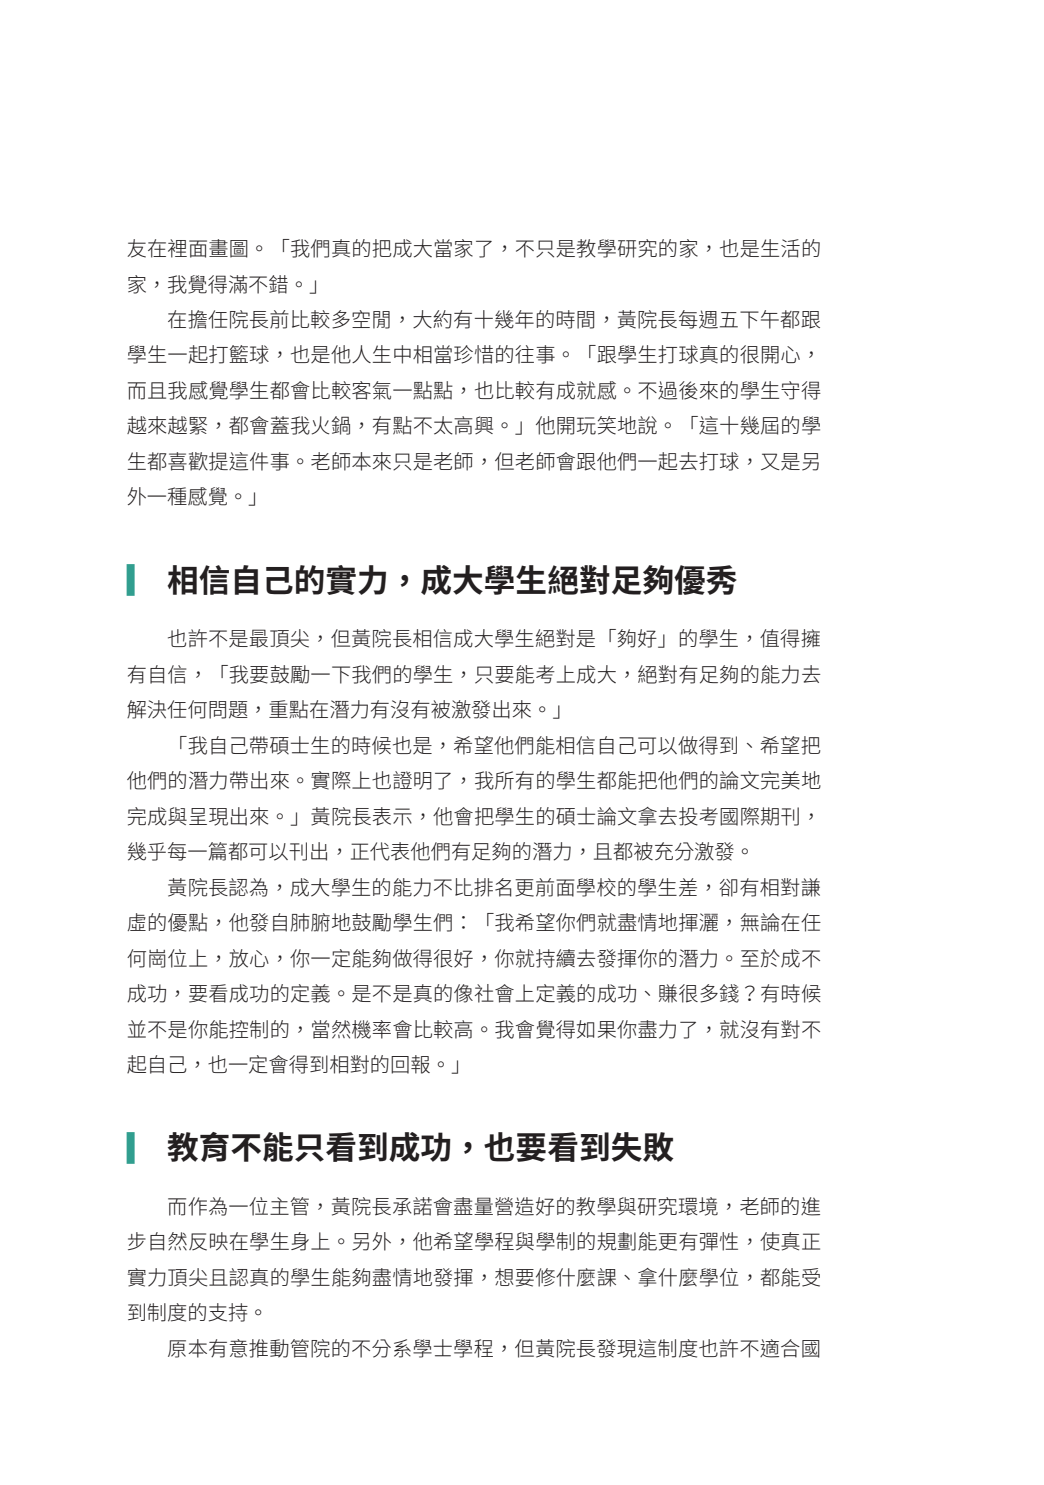 友在裡面畫圖。「我們真的把成大當家了，不只是教學研究的家，也是生活的
家，我覺得滿不錯。」
在擔任院長前比較多空閒，大約有十幾年的時間，黃院長每週五下午都跟
學生一起打籃球，也是他人生中相當珍惜的往事。「跟學生打球真的很開心，
而且我感覺學生都會比較客氣一點點，也比較有成就感。不過後來的學生守得
越來越緊，都會蓋我火鍋，有點不太高興。」他開玩笑地說。「這十幾屆的學
生都喜歡提這件事。老師本來只是老師，但老師會跟他們一起去打球，又是另
外一種感覺。」
相信自己的實力，成大學生絕對足夠優秀
也許不是最頂尖，但黃院長相信成大學生絕對是「夠好」的學生，值得擁
有自信，「我要鼓勵一下我們的學生，只要能考上成大，絕對有足夠的能力去
解決任何問題，重點在潛力有沒有被激發出來。」
「我自己帶碩士生的時候也是，希望他們能相信自己可以做得到、希望把
他們的潛力帶出來。實際上也證明了，我所有的學生都能把他們的論文完美地
完成與呈現出來。」黃院長表示，他會把學生的碩士論文拿去投考國際期刊，
幾乎每一篇都可以刊出，正代表他們有足夠的潛力，且都被充分激發。
黃院長認為，成大學生的能力不比排名更前面學校的學生差，卻有相對謙
虛的優點，他發自肺腑地鼓勵學生們：「我希望你們就盡情地揮灑，無論在任
何崗位上，放心，你一定能夠做得很好，你就持續去發揮你的潛力。至於成不
成功，要看成功的定義。是不是真的像社會上定義的成功、賺很多錢？有時候
並不是你能控制的，當然機率會比較高。我會覺得如果你盡力了，就沒有對不
起自己，也一定會得到相對的回報。」
教育不能只看到成功，也要看到失敗
而作為一位主管，黃院長承諾會盡量營造好的教學與研究環境，老師的進
步自然反映在學生身上。另外，他希望學程與學制的規劃能更有彈性，使真正
實力頂尖且認真的學生能夠盡情地發揮，想要修什麼課、拿什麼學位，都能受
到制度的支持。
原本有意推動管院的不分系學士學程，但黃院長發現這制度也許不適合國